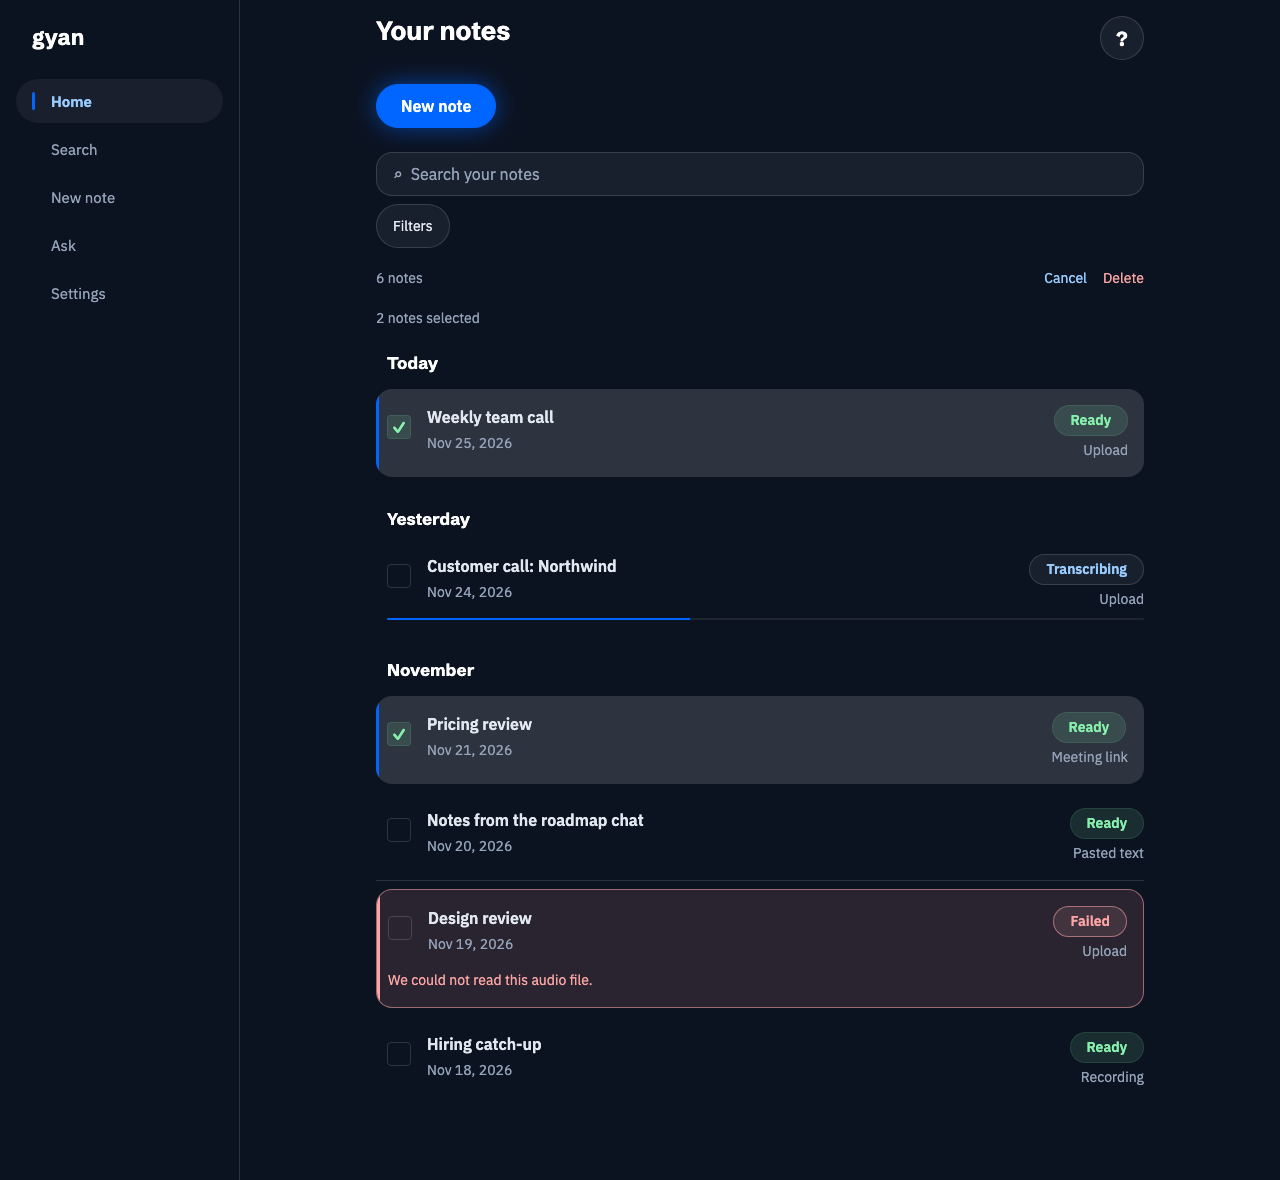 gyan
Home
Search
New note
Ask
Settings
Your notes
?
New note
Search your notes
Filters
6 notes
Cancel Delete
2 notes selected
Today
Weekly team call
Nov 25, 2026
Ready
Upload
Yesterday
Customer call: Northwind
Nov 24, 2026
Transcribing
Upload
November
Pricing review
Nov 21, 2026
Ready
Meeting link
Notes from the roadmap chat
Nov 20, 2026
Ready
Pasted text
Design review
Nov 19, 2026
Failed
Upload
We could not read this audio file.
Hiring catch-up
Nov 18, 2026
Ready
Recording